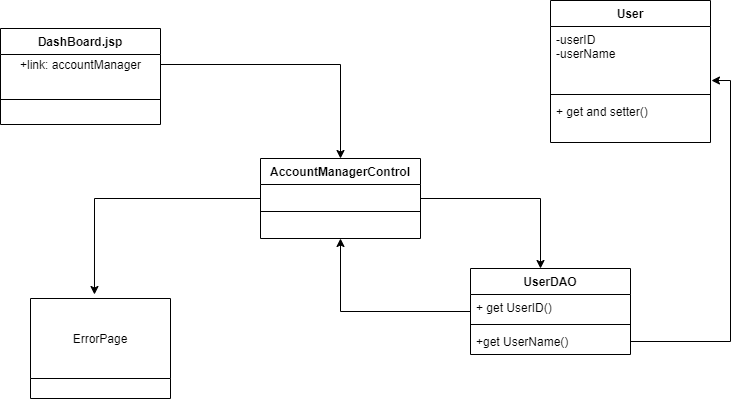 User
-userID
-userName
+ get and setter()
DashBoard.jsp
+link: accountManager
AccountManagerControl
UserDAO
+ get UserID()
+get UserName()
ErrorPage